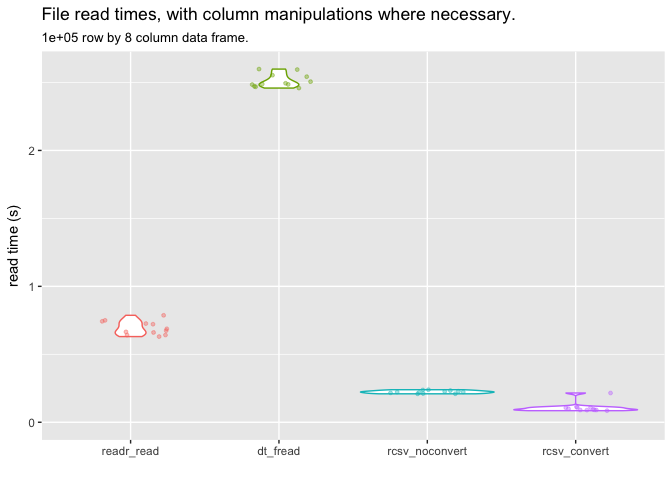 File read times, with column manipulations where necessary.
1e+05 row by 8 column data frame.
read time (s)
2
1
0
readr_read dt_fread rcsv_noconvert rcsv_convert